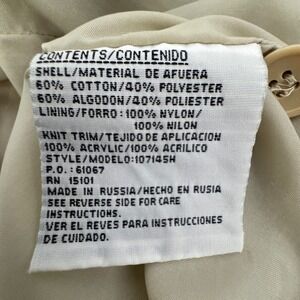 CONTENTS/CONTENIDO
SHELL/MATERIAL DE AFUERA
60% COTTON/40% POLYESTER
60% ALGODON/40% POLIESTER
LINING/FORRO: 100% NYLON/
100% NILON
KNIT TRIM/TEJIDO DE APLICACION
100% ACRYLIC/100% ACRILICO
STYLE/MODELO:107145H
P.O.: 61067
RN 15101
MADE IN RUSSIA/HECHO EN RUSIA
SEE REVERSE SIDE FOR CARE
INSTRUCTIONS.
VER EL REVES PARA INSTRUCCIONES
DE CUIDADO.